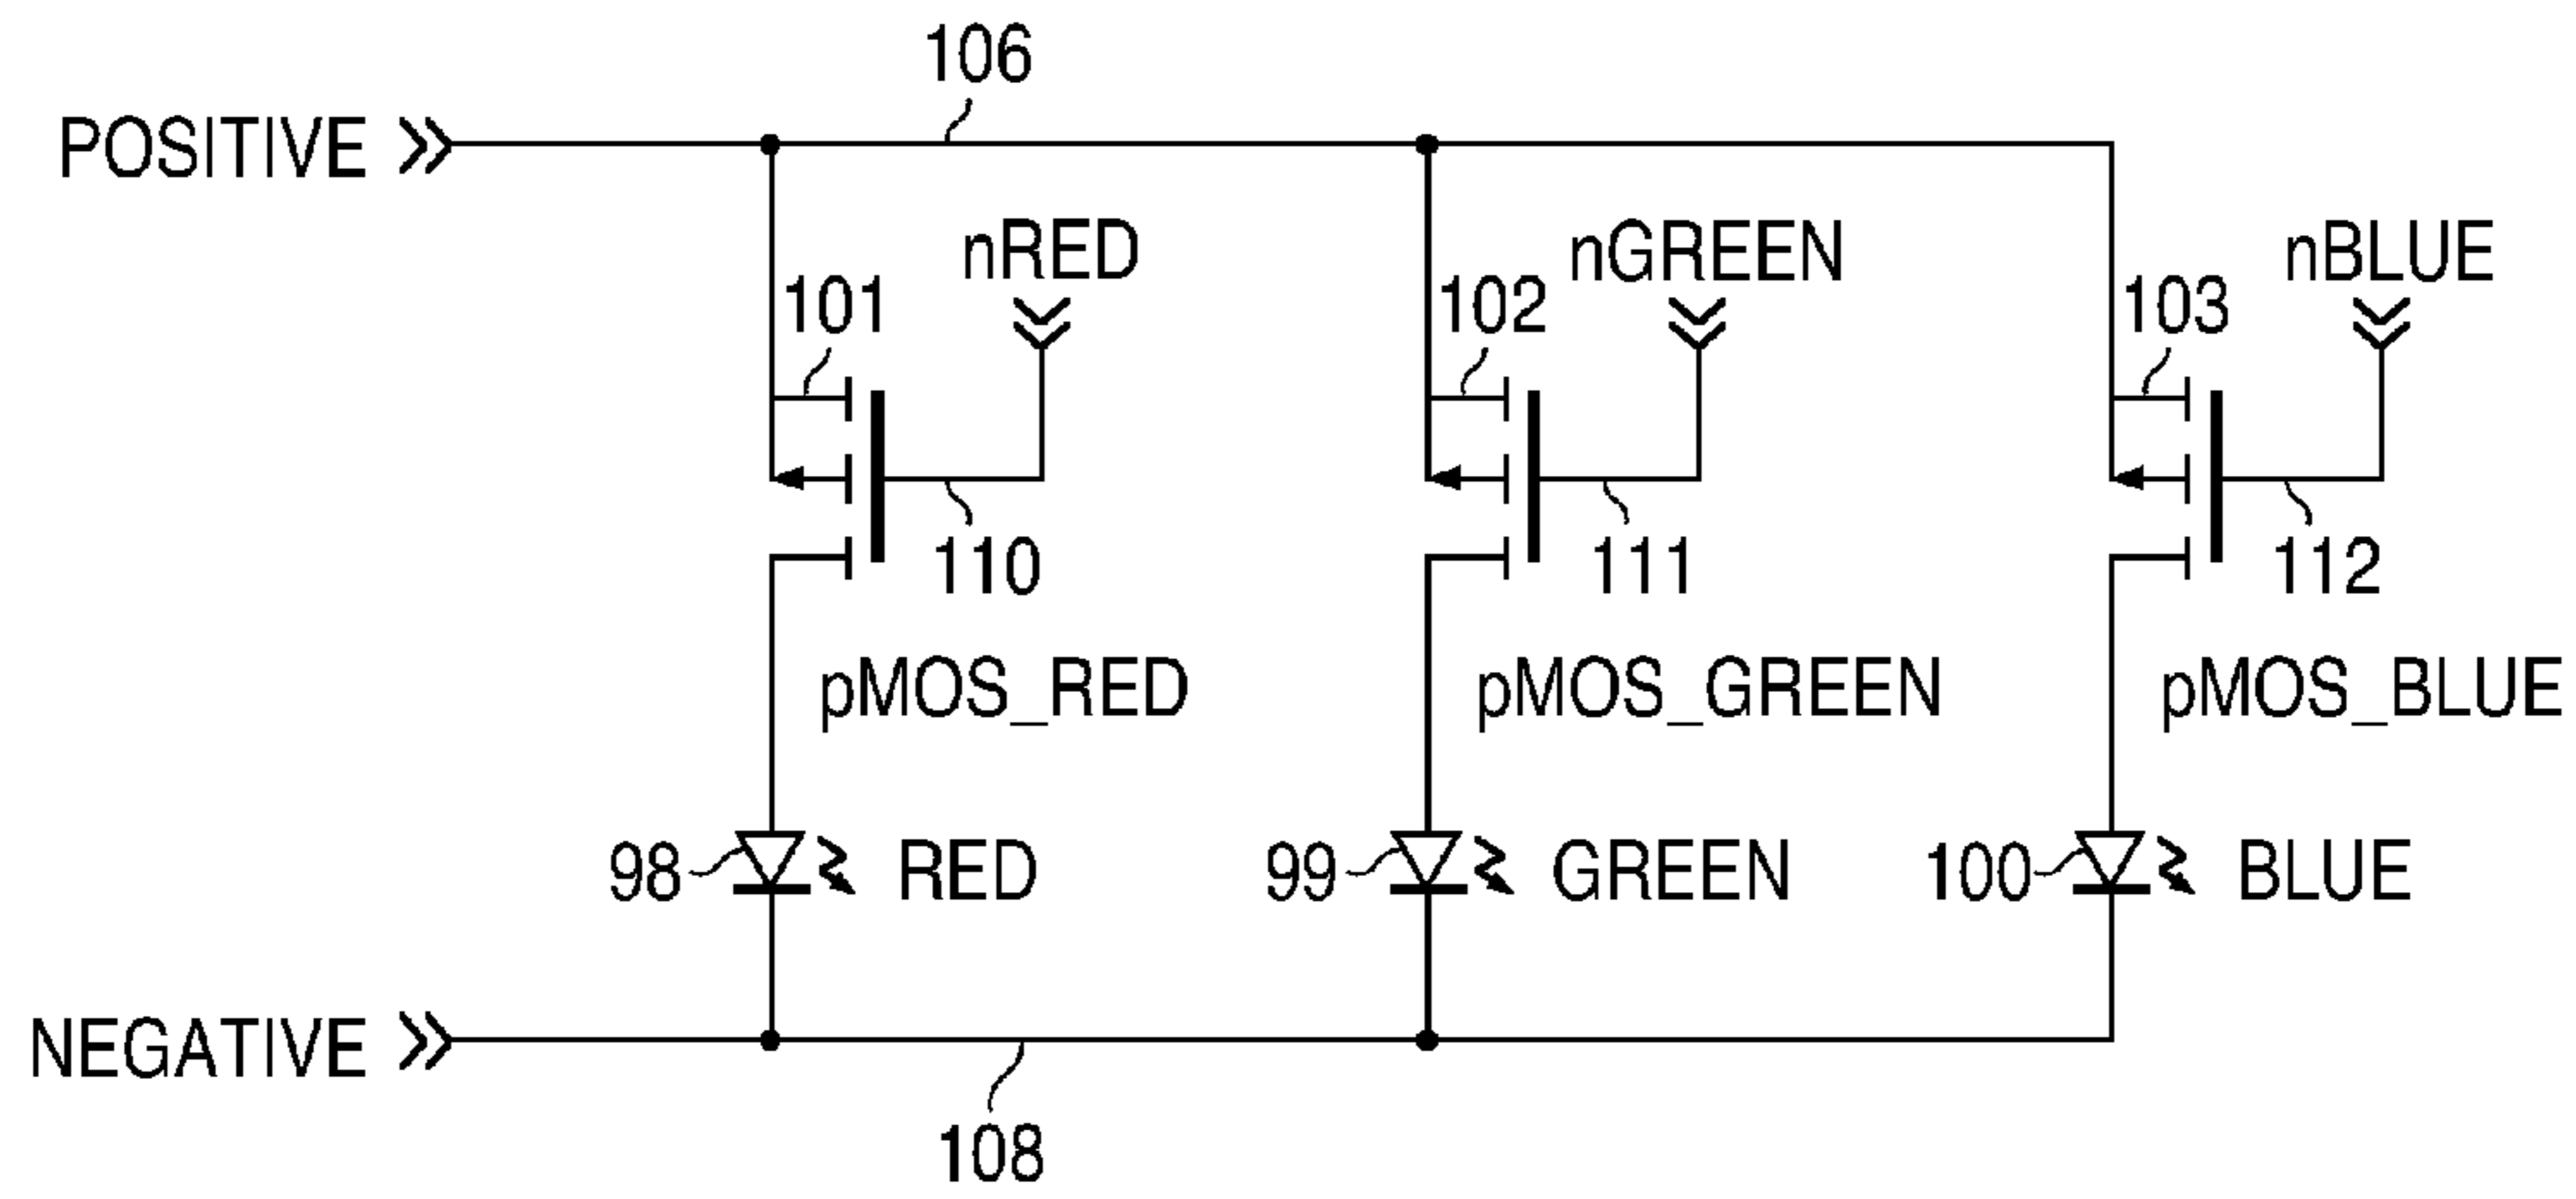 106
POSITIVE
nRED nGREEN nBLUE
101 102 103
110 111 112
pMOS_RED pMOS_GREEN pMOS_BLUE
98 RED 99 GREEN 100 BLUE
NEGATIVE
108